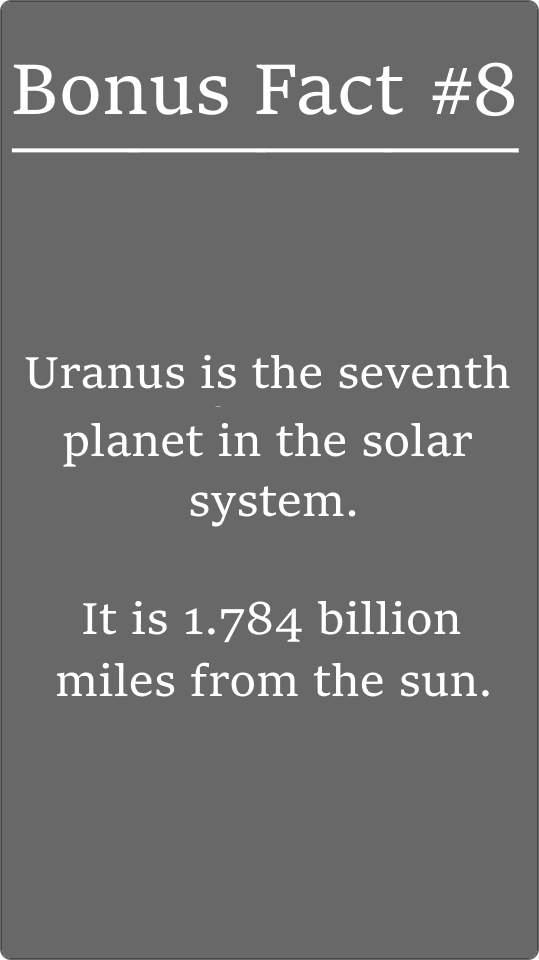 Bonus Fact #8
Uranus is the seventh
planet in the solar
system.
It is 1.784 billion
miles from the sun.